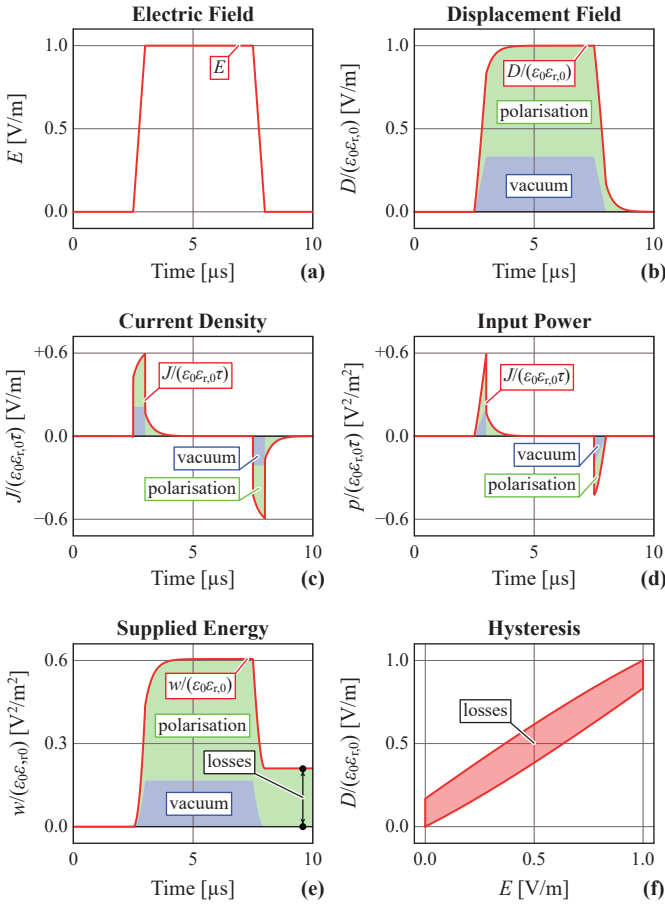 Electric Field
1.0
0.5
0.0
E [V/m]
E
0
5
10
Time [µs]
(a)
Displacement Field
1.0
0.5
0.0
D/(ε0εr,0) [V/m]
D/(ε0εr,0)
polarisation
vacuum
0
5
10
Time [µs]
(b)
Current Density
+0.6
0.0
−0.6
J/(ε0εr,0τ) [V/m]
J/(ε0εr,0τ)
vacuum
polarisation
0
5
10
Time [µs]
(c)
Input Power
+0.6
0.0
−0.6
p/(ε0εr,0τ) [V²/m²]
J/(ε0εr,0τ)
vacuum
polarisation
0
5
10
Time [µs]
(d)
Supplied Energy
0.6
0.3
0.0
w/(ε0ε,r0) [V²/m²]
w/(ε0εr,0)
polarisation
losses
vacuum
0
5
10
Time [µs]
(e)
Hysteresis
1.0
0.5
0.0
D/(ε0εr,0) [V/m]
losses
0.0
0.5
1.0
E [V/m]
(f)